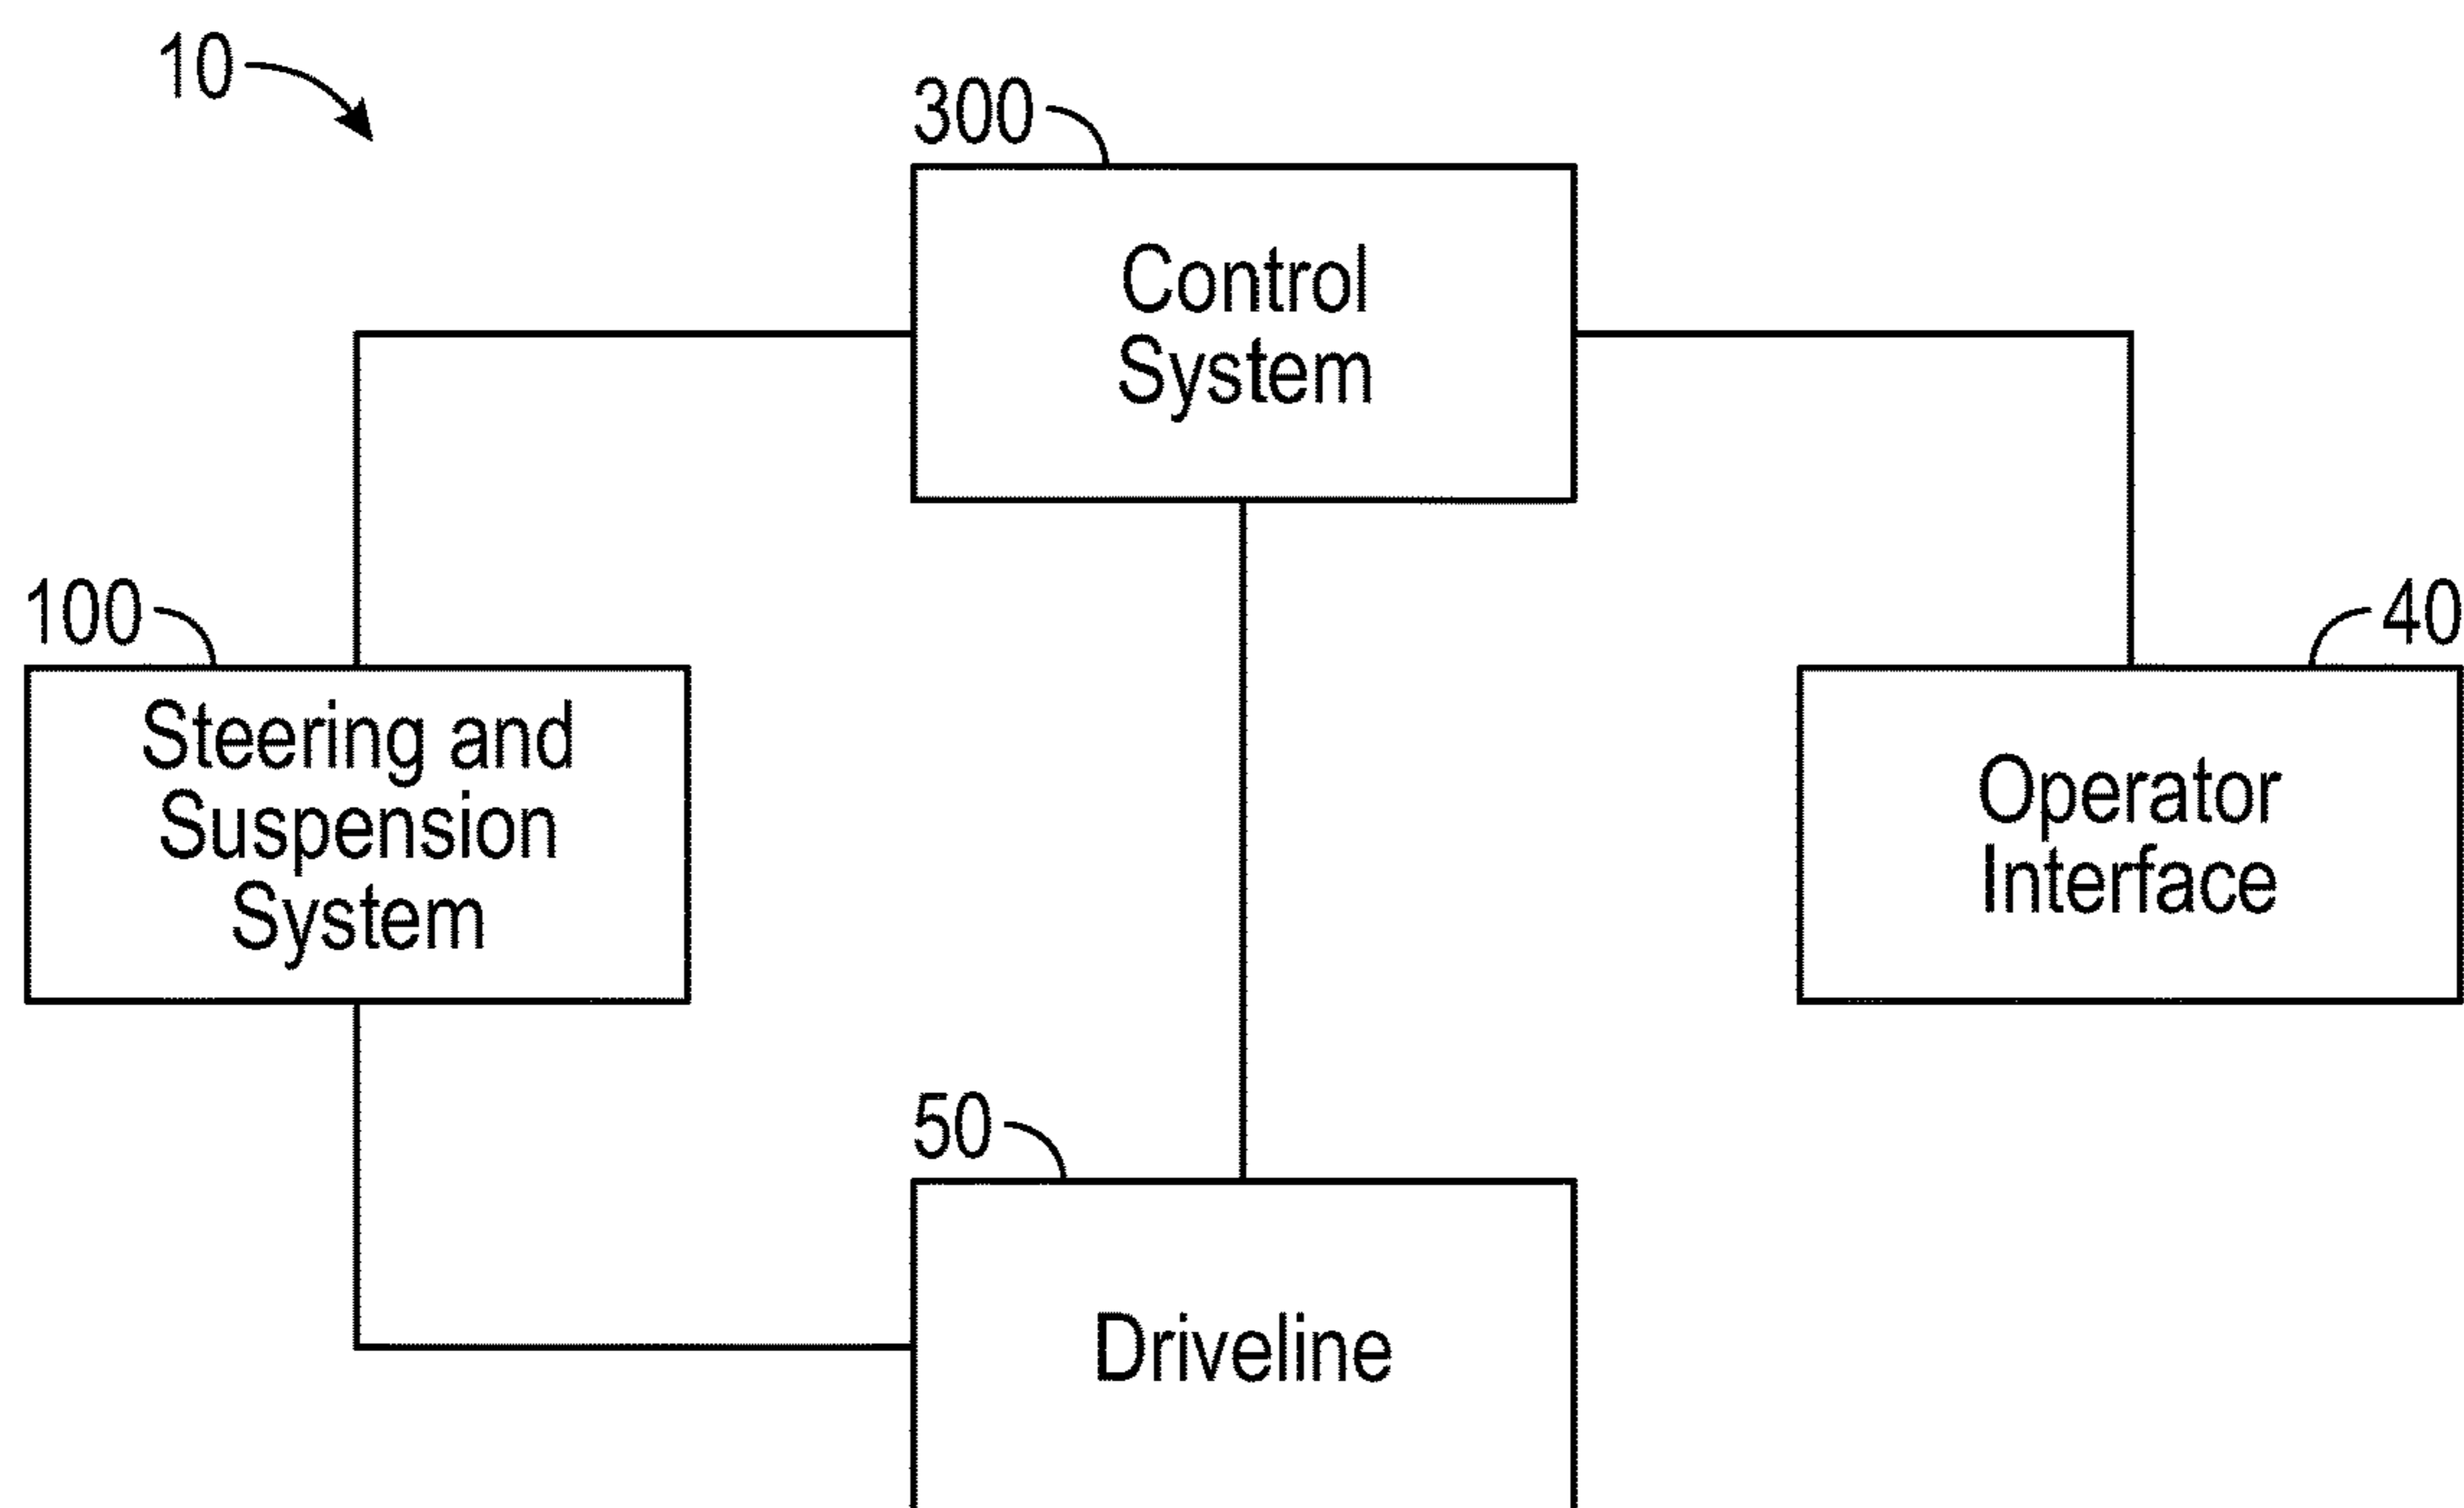 10
300
Control
System
100
Steering and
Suspension
System
40
Operator
Interface
50
Driveline